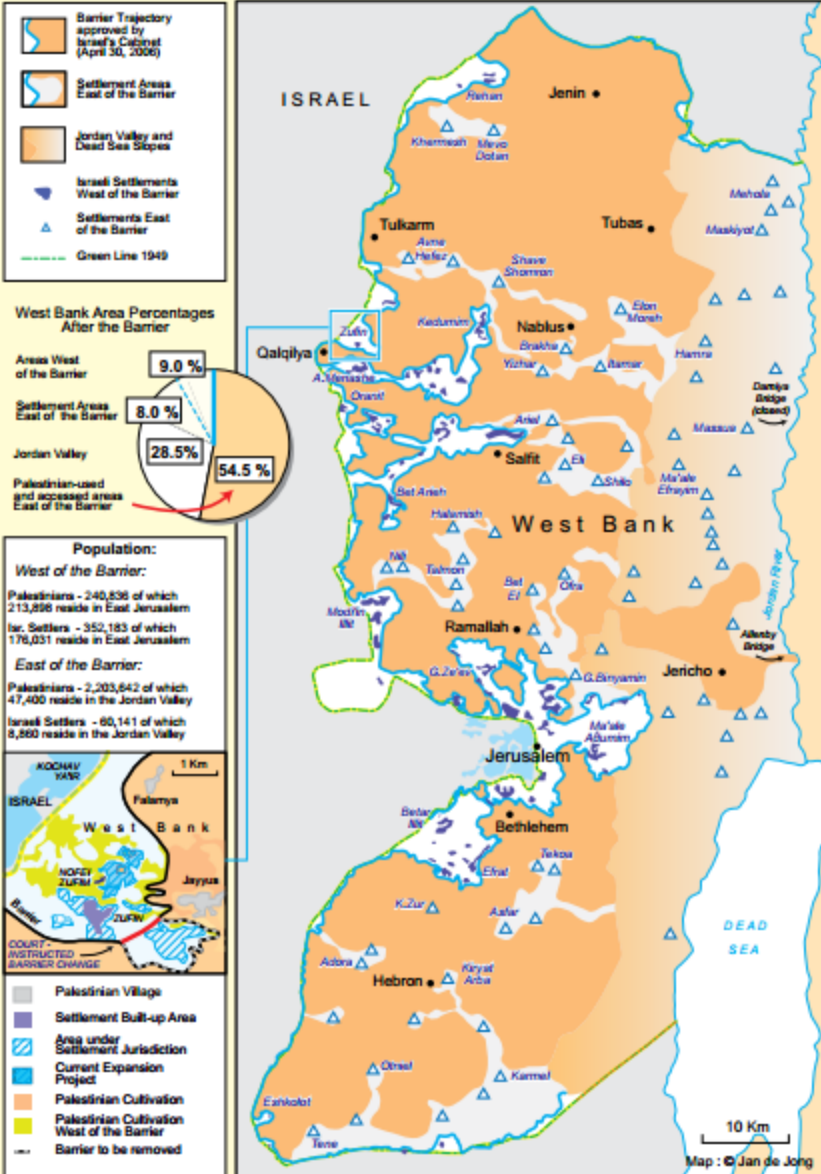 Barrier Trajectory
approved by
Israel's Cabinet
(April 30, 2006)
Settlement Areas
East of the Barrier
Jordan Valley and
Dead Sea Slopes
Israeli Settlements
West of the Barrier
Settlements East
of the Barrier
Green Line 1949
West Bank Area Percentages
After the Barrier
Areas West
of the Barrier
9.0 %
Settlement Areas
East of the Barrier
8.0 %
Jordan Valley
28.5%
54.5 %
Palestinian-used
and accessed areas
East of the Barrier
Population:
West of the Barrier:
Palestinians - 240,836 of which
213,898 reside in East Jerusalem
Isr. Settlers - 352,183 of which
176,031 reside in East Jerusalem
East of the Barrier:
Palestinians - 2,203,642 of which
47,400 reside in the Jordan Valley
Israeli Settlers - 60,141 of which
8,860 reside in the Jordan Valley
KOCHAV
YA'IR
1 Km
ISRAEL
Falamya
West Bank
NOFEI
ZUFIM
Jayyus
Barrier
ZUFIN
COURT -
INSTRUCTED
BARRIER CHANGE
Palestinian Village
Settlement Built-up Area
Area under
Settlement Jurisdiction
Current Expansion
Project
Palestinian Cultivation
Palestinian Cultivation
West of the Barrier
Barrier to be removed
ISRAEL
Jenin
Rehan
Khermesh
Mevo
Dotan
Mehola
Maskiyot
Tulkarm
Tubas
Avne
Hefez
Shave
Shomron
Elon
Moreh
Zufin
Kedumim
Nablus
Qalqilya
Brakha
Yizhar
Itamar
Hamra
A.Menashe
Oranit
Damiya
Bridge
(closed)
Ariel
Massua
Salfit
Eli
Shilo
Ma'ale
Efrayim
Bet Arieh
Halamish
West Bank
Nili
Talmon
Bet
El
Ofra
Jordan River
Modi'in
Illit
Ramallah
Allenby
Bridge
G.Ze'ev
G.Binyamin
Jericho
Ma'ale
Adumim
Jerusalem
Betar
Illit
Bethlehem
Efrat
Tekoa
K.Zur
Asfar
DEAD
SEA
Adora
Hebron
Kiryat
Arba
Otniel
Karmel
Eshkolot
Tene
10 Km
Map : © Jan de Jong